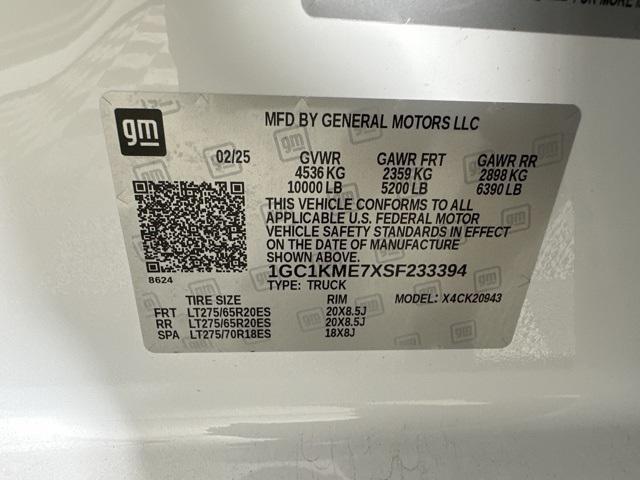 FOR MORE
gm
MFD BY GENERAL MOTORS LLC
02/25 GVWR GAWR FRT GAWR RR
4536 KG 2359 KG 2898 KG
10000 LB 5200 LB 6390 LB
THIS VEHICLE CONFORMS TO ALL
APPLICABLE U.S. FEDERAL MOTOR
VEHICLE SAFETY STANDARDS IN EFFECT
ON THE DATE OF MANUFACTURE
SHOWN ABOVE.
8624 1GC1KME7XSF233394
TYPE: TRUCK
TIRE SIZE RIM MODEL: X4CK20943
FRT LT275/65R20ES 20X8.5J
RR LT275/65R20ES 20X8.5J
SPA LT275/70R18ES 18X8J